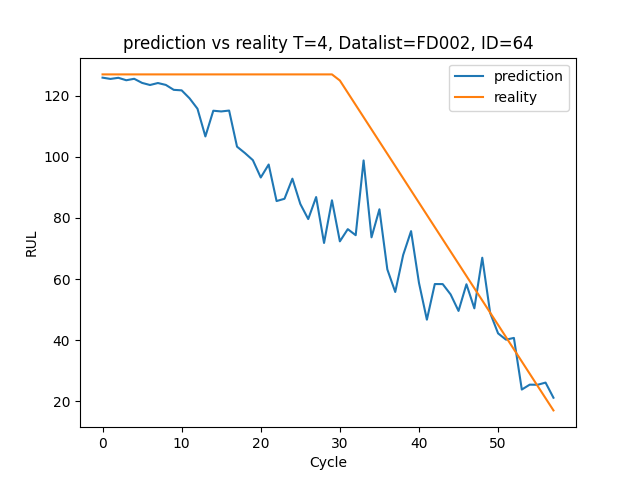 prediction vs reality T=4, Datalist=FD002, ID=64
prediction
reality
RUL
120
100
80
60
40
20
0 10 20 30 40 50
Cycle